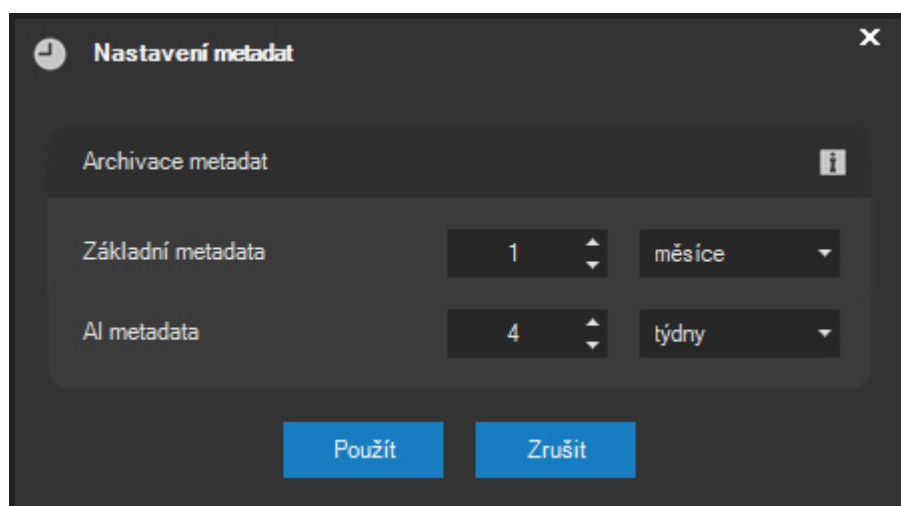 Nastavení metadat
Archivace metadat
Základní metadata 1 měsíce
AI metadata 4 týdny
Použít Zrušit